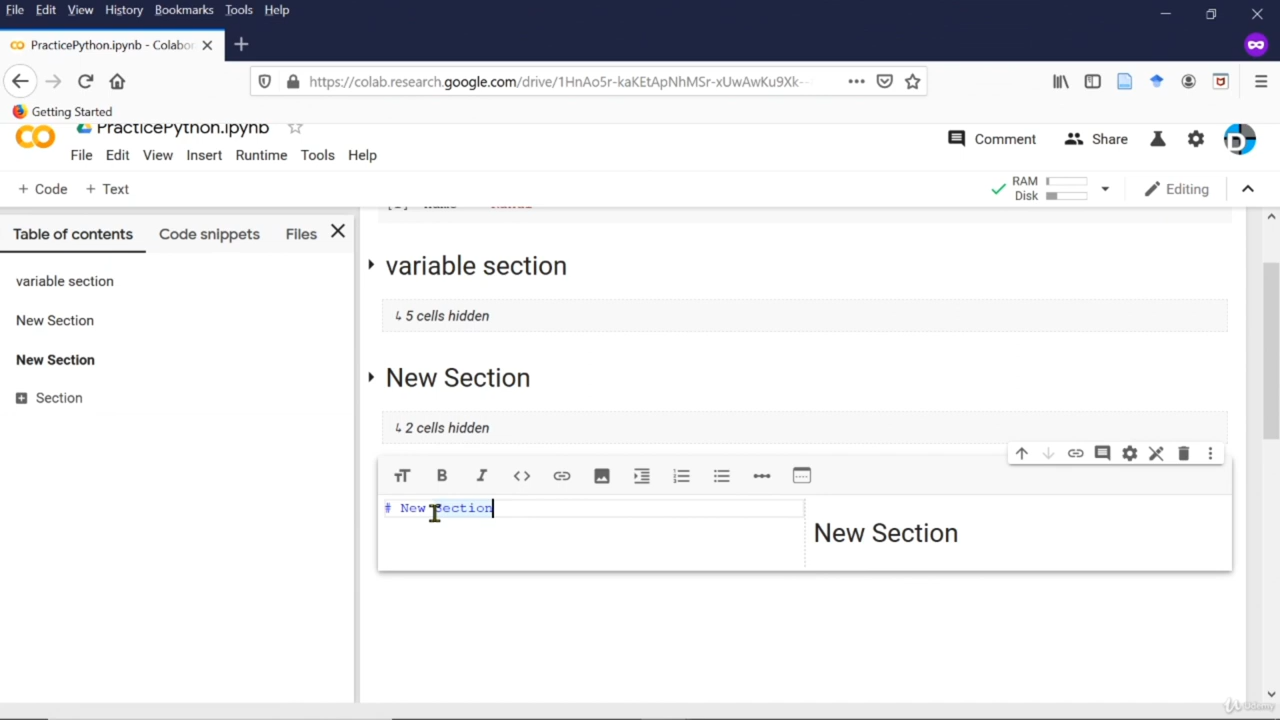 File Edit View History Bookmarks Tools Help
PracticePython.ipynb - Colabor
https://colab.research.google.com/drive/1HnAo5r-kaKEtApNhMSr-xUwAwKu9Xk-
Getting Started
PracticePython.ipynb
Comment Share
File Edit View Insert Runtime Tools Help
+ Code + Text
RAM
Disk
Editing
Table of contents Code snippets Files
variable section
New Section
New Section
Section
variable section
5 cells hidden
New Section
2 cells hidden
# New Section
New Section
Udemy